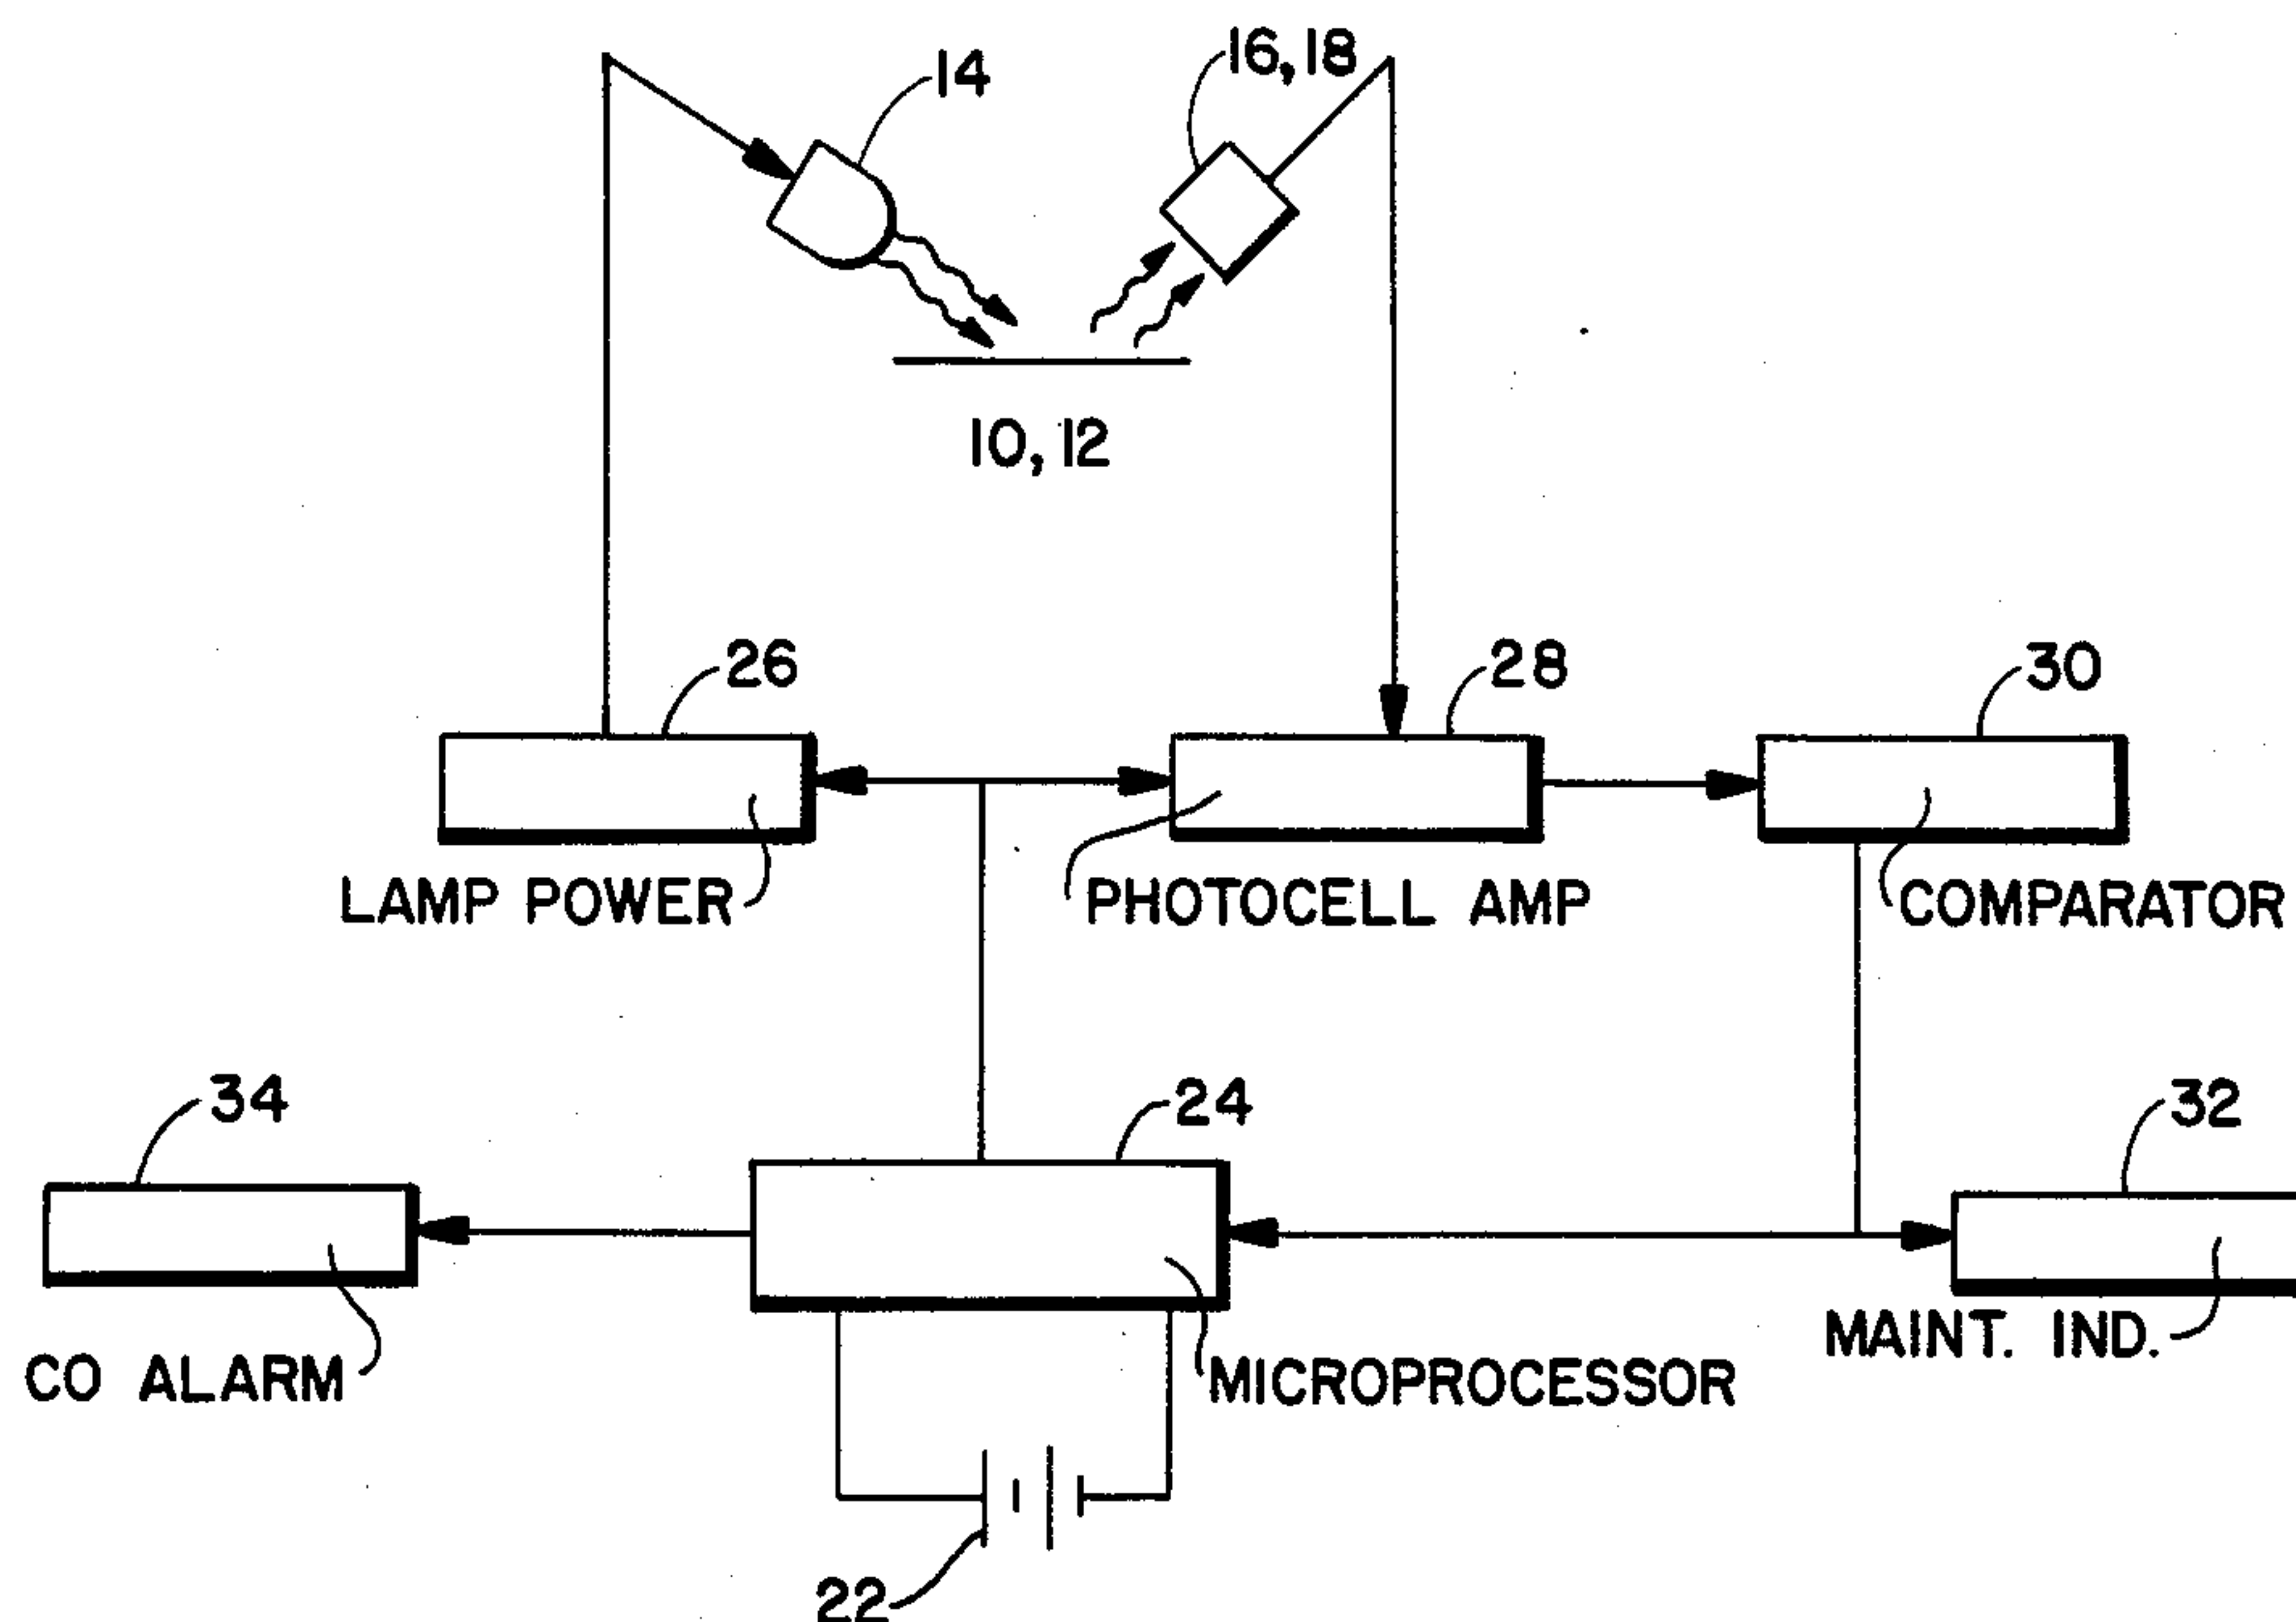 14
16,18
10,12
26
28
30
LAMP POWER
PHOTOCELL AMP
COMPARATOR
34
24
32
CO ALARM
MICROPROCESSOR
MAINT. IND.
22